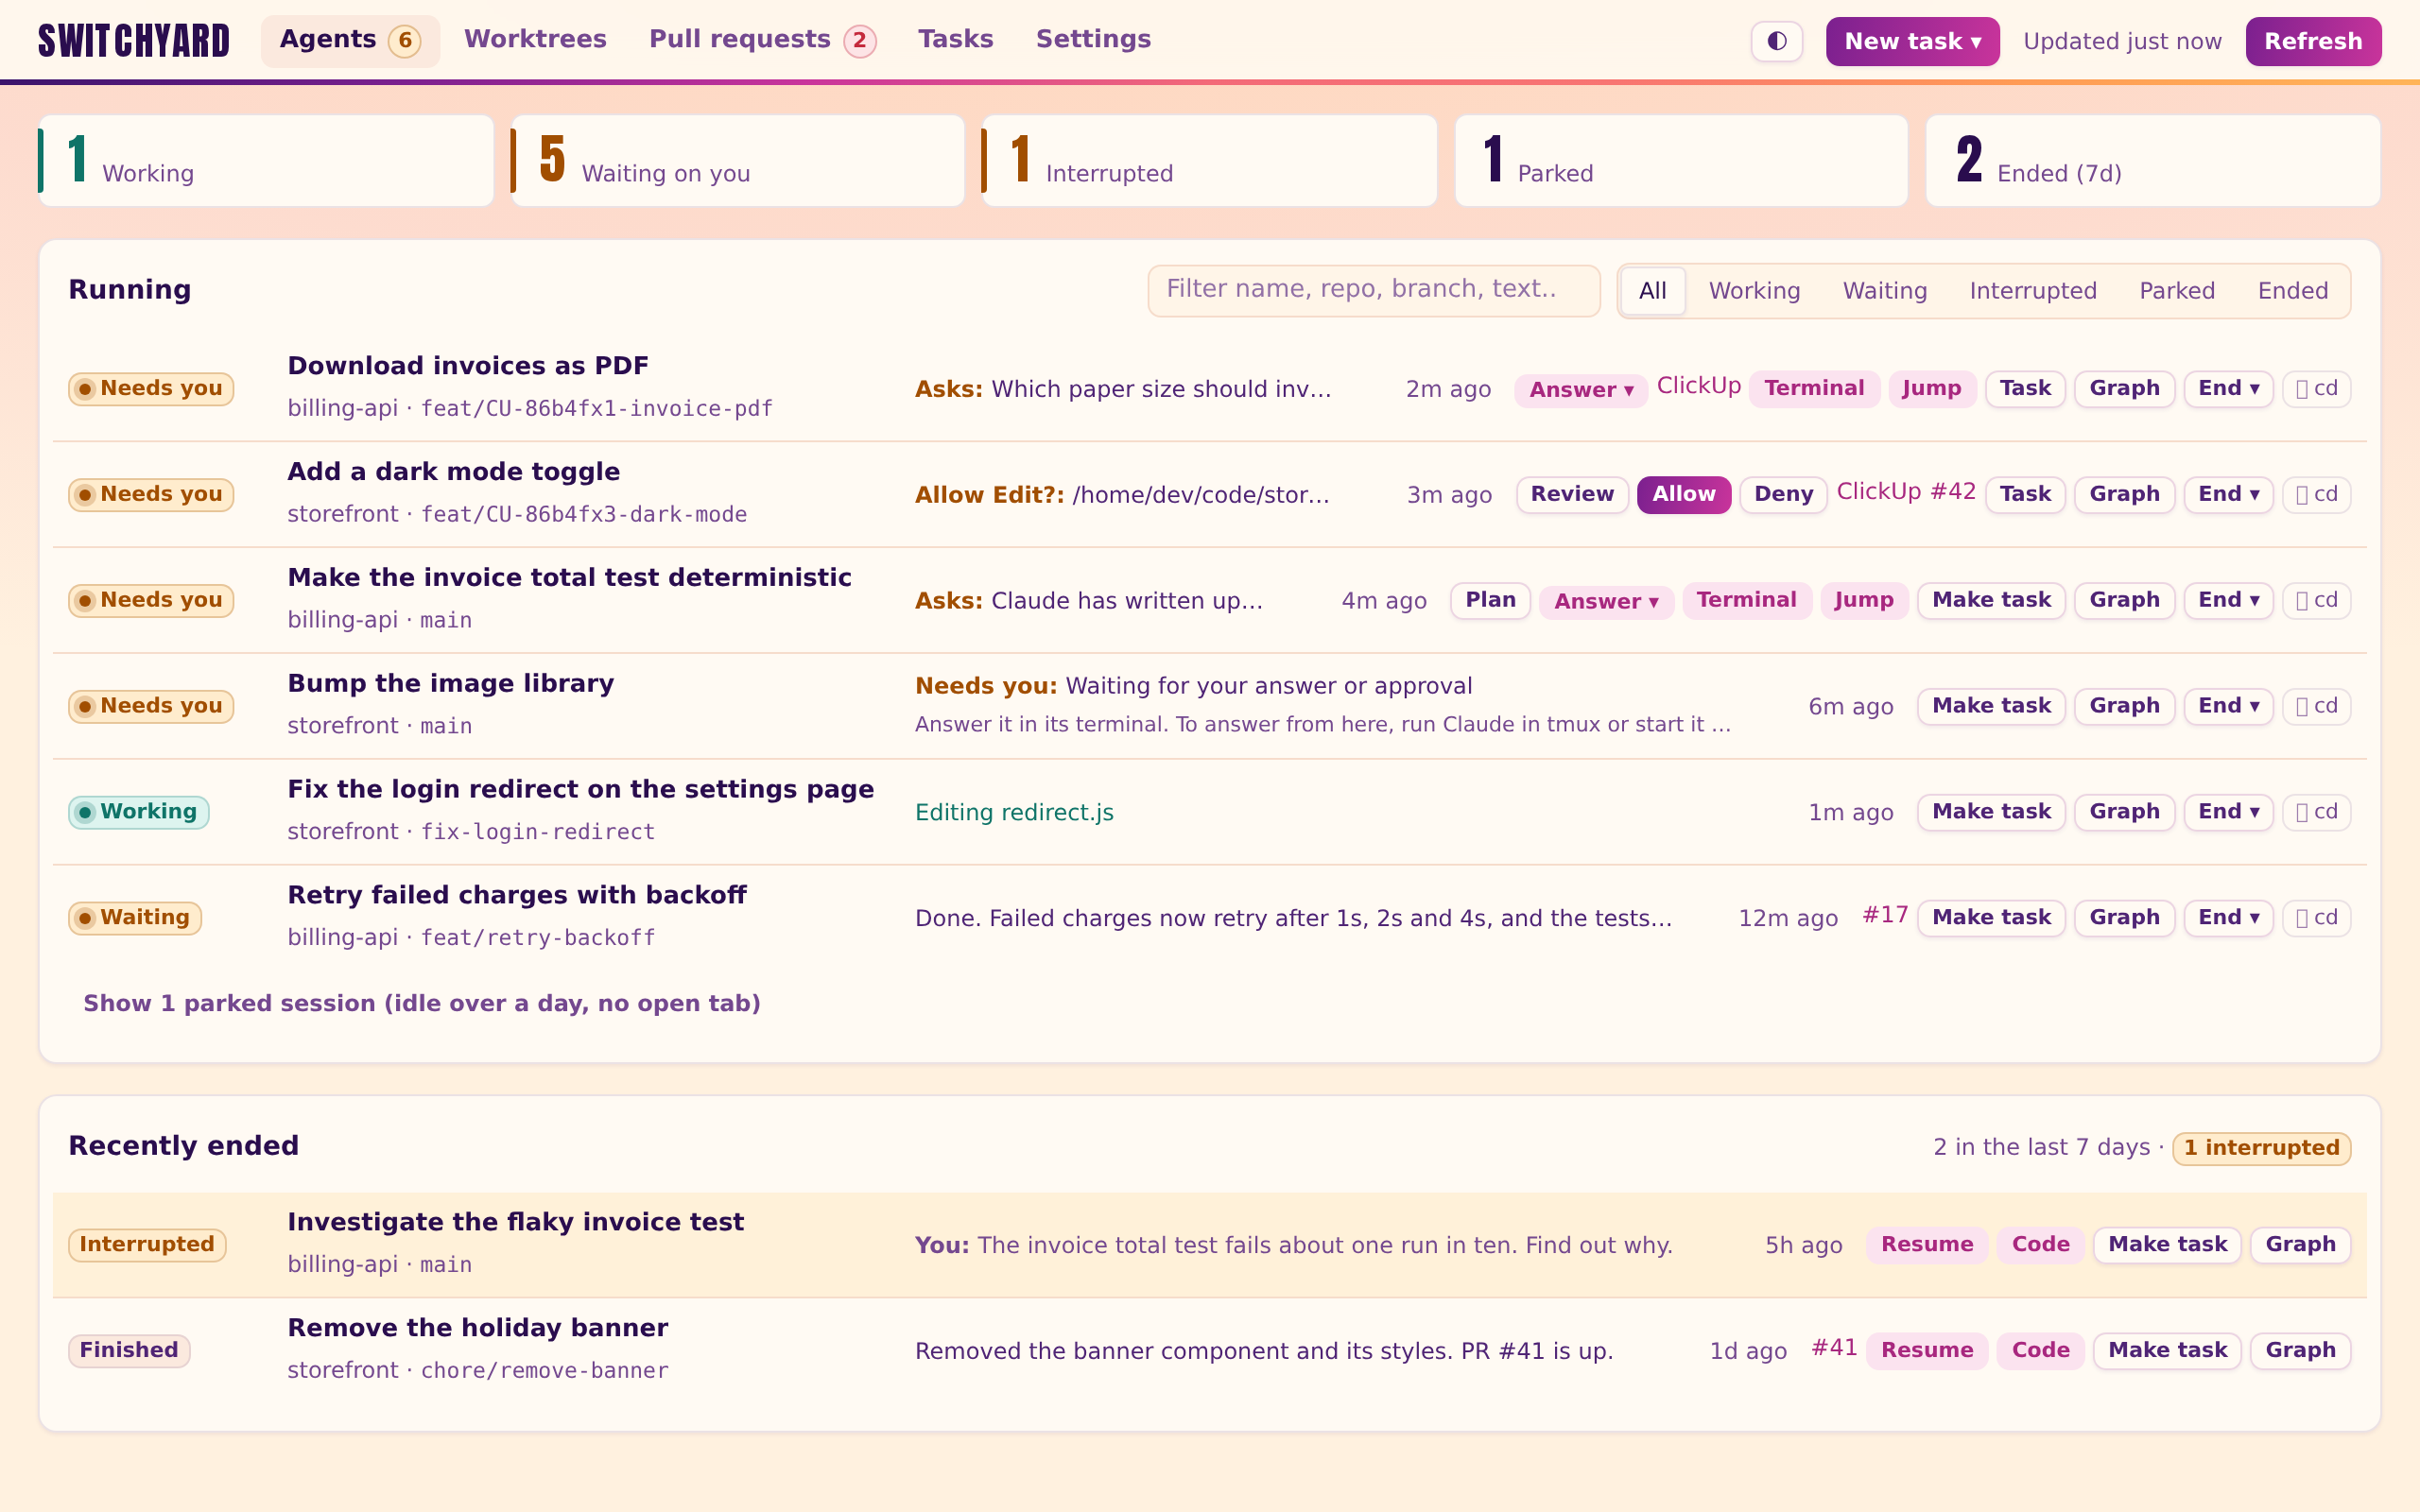 SWITCHYARD Agents 6 Worktrees Pull requests 2 Tasks Settings New task ▾ Updated just now Refresh
1 Working 5 Waiting on you 1 Interrupted 1 Parked 2 Ended (7d)
Running Filter name, repo, branch, text.. All Working Waiting Interrupted Parked Ended
Needs you Download invoices as PDF Asks: Which paper size should inv… 2m ago Answer ▾ ClickUp Terminal Jump Task Graph End ▾ cd
billing-api · feat/CU-86b4fx1-invoice-pdf
Needs you Add a dark mode toggle Allow Edit?: /home/dev/code/stor… 3m ago Review Allow Deny ClickUp #42 Task Graph End ▾ cd
storefront · feat/CU-86b4fx3-dark-mode
Needs you Make the invoice total test deterministic Asks: Claude has written up… 4m ago Plan Answer ▾ Terminal Jump Make task Graph End ▾ cd
billing-api · main
Needs you Bump the image library Needs you: Waiting for your answer or approval 6m ago Make task Graph End ▾ cd
storefront · main Answer it in its terminal. To answer from here, run Claude in tmux or start it …
Working Fix the login redirect on the settings page Editing redirect.js 1m ago Make task Graph End ▾ cd
storefront · fix-login-redirect
Waiting Retry failed charges with backoff Done. Failed charges now retry after 1s, 2s and 4s, and the tests… 12m ago #17 Make task Graph End ▾ cd
billing-api · feat/retry-backoff
Show 1 parked session (idle over a day, no open tab)
Recently ended 2 in the last 7 days · 1 interrupted
Interrupted Investigate the flaky invoice test You: The invoice total test fails about one run in ten. Find out why. 5h ago Resume Code Make task Graph
billing-api · main
Finished Remove the holiday banner Removed the banner component and its styles. PR #41 is up. 1d ago #41 Resume Code Make task Graph
storefront · chore/remove-banner